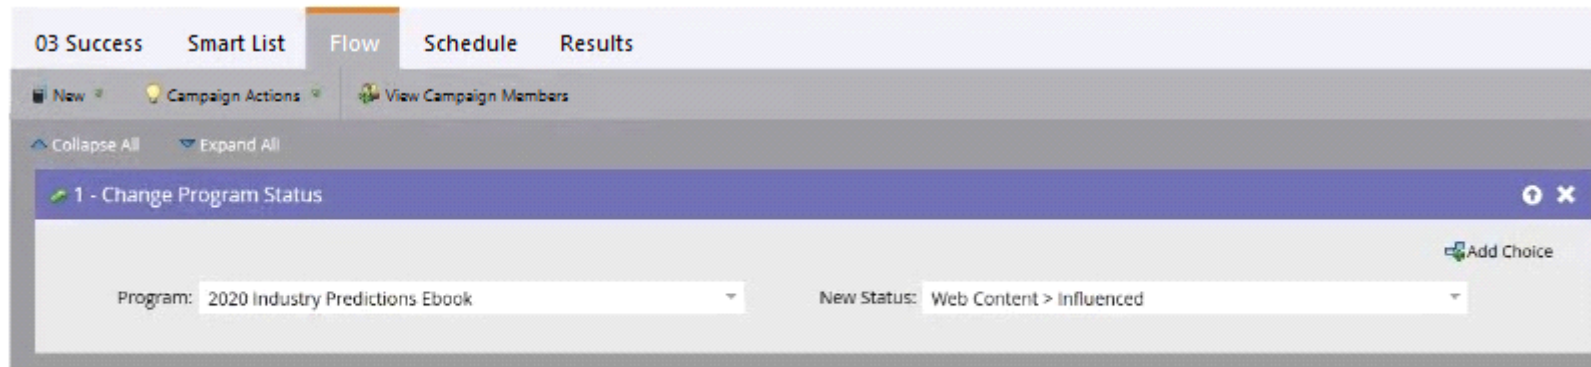 03 Success Smart List Flow Schedule Results
New Campaign Actions View Campaign Members
Collapse All Expand All
1 - Change Program Status
Add Choice
Program: 2020 Industry Predictions Ebook New Status: Web Content > Influenced